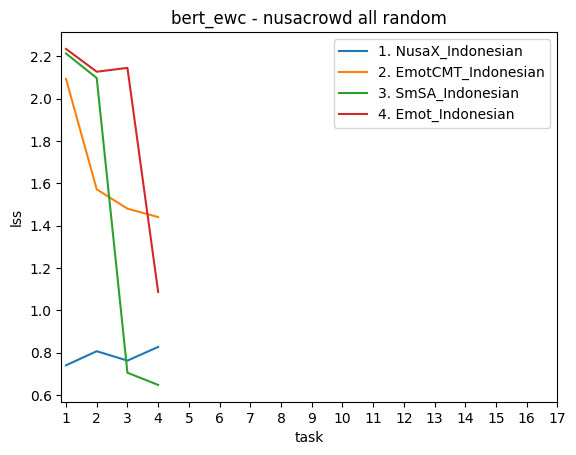 bert_ewc - nusacrowd all random
1. NusaX_Indonesian
2. EmotCMT_Indonesian
3. SmSA_Indonesian
4. Emot_Indonesian
lss
2.2
2.0
1.8
1.6
1.4
1.2
1.0
0.8
0.6
1 2 3 4 5 6 7 8 9 10 11 12 13 14 15 16 17
task